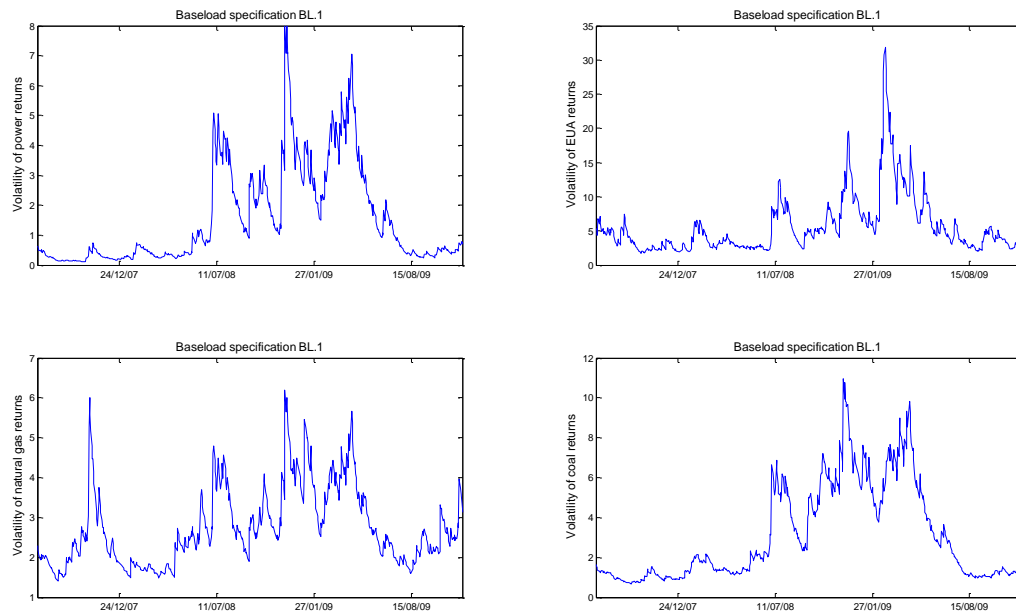 Baseload specification BL.1
Volatility of power returns
8
7
6
5
4
3
2
1
0
24/12/07 11/07/08 27/01/09 15/08/09
Baseload specification BL.1
Volatility of EUA returns
35
30
25
20
15
10
5
0
24/12/07 11/07/08 27/01/09 15/08/09
Baseload specification BL.1
Volatility of natural gas returns
7
6
5
4
3
2
1
24/12/07 11/07/08 27/01/09 15/08/09
Baseload specification BL.1
Volatility of coal returns
12
10
8
6
4
2
0
24/12/07 11/07/08 27/01/09 15/08/09